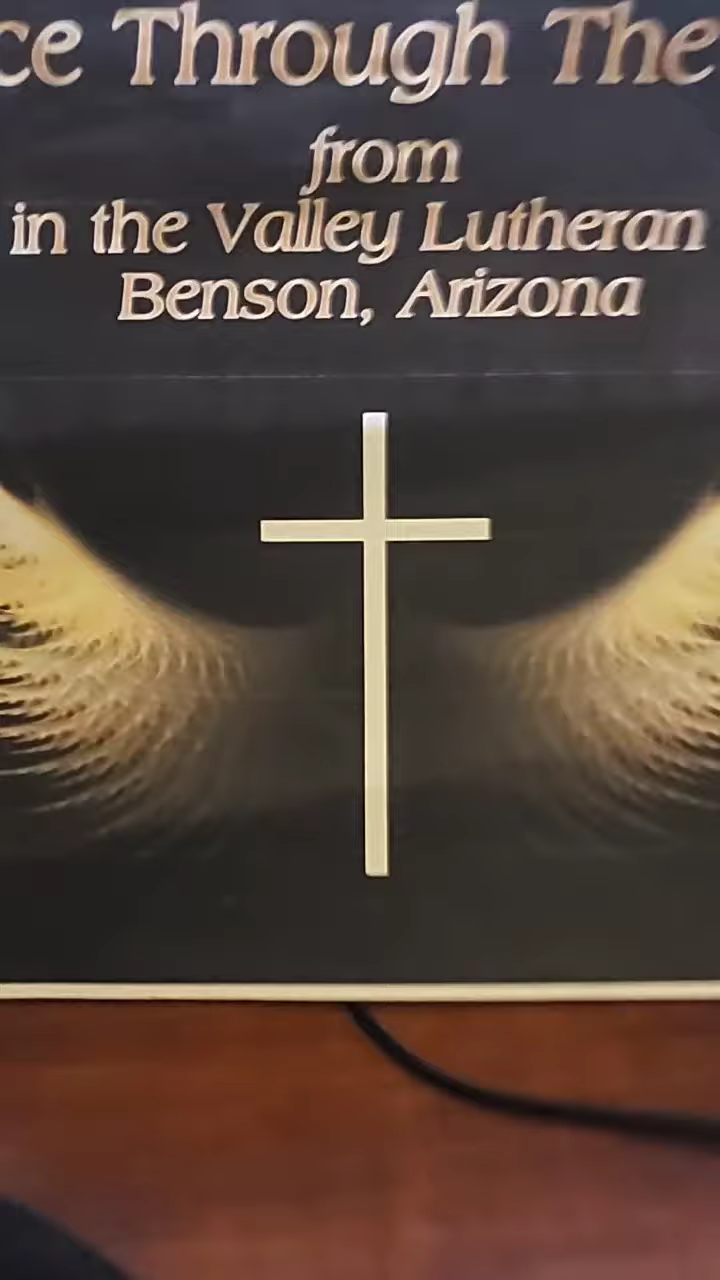 ce Through The
from
in the Valley Lutheran
Benson, Arizona